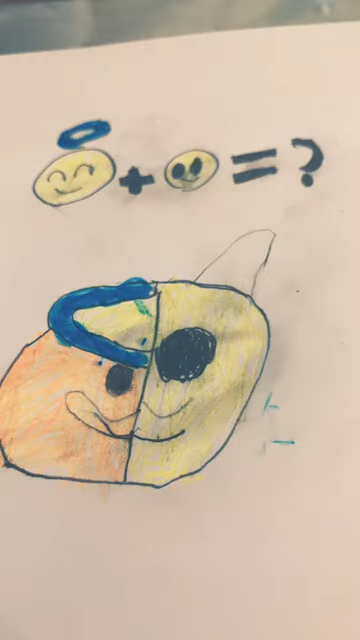 + = ?